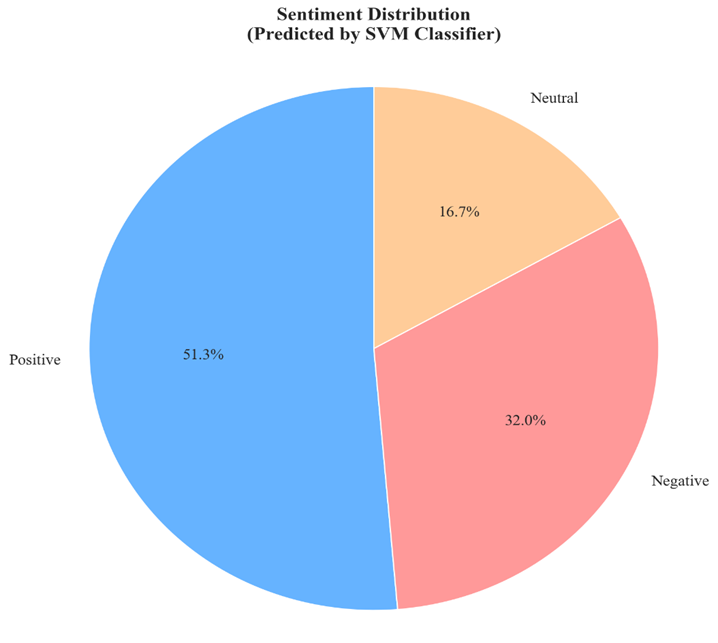 Sentiment Distribution
(Predicted by SVM Classifier)
Neutral
16.7%
Positive
51.3%
32.0%
Negative